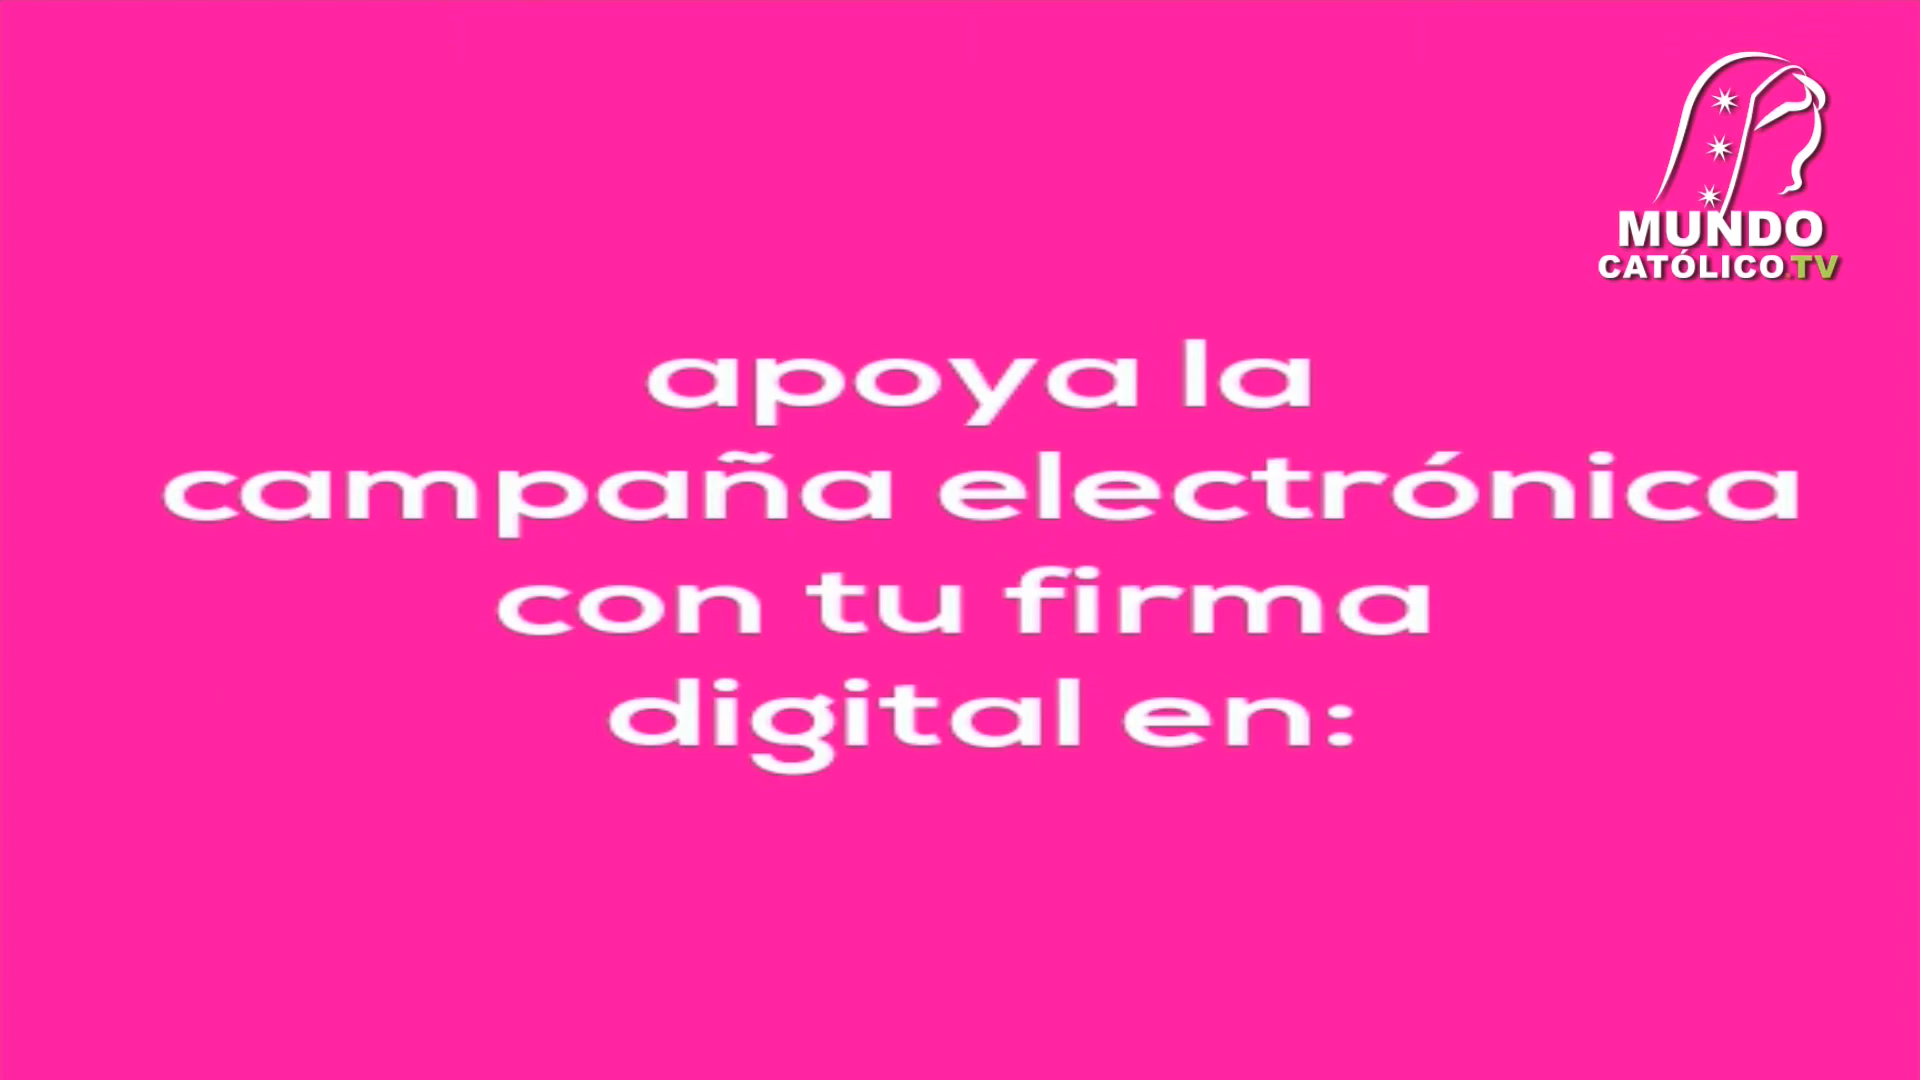 MUNDO
CATÓLICO.TV
apoya la
campaña electrónica
con tu firma
digital en: